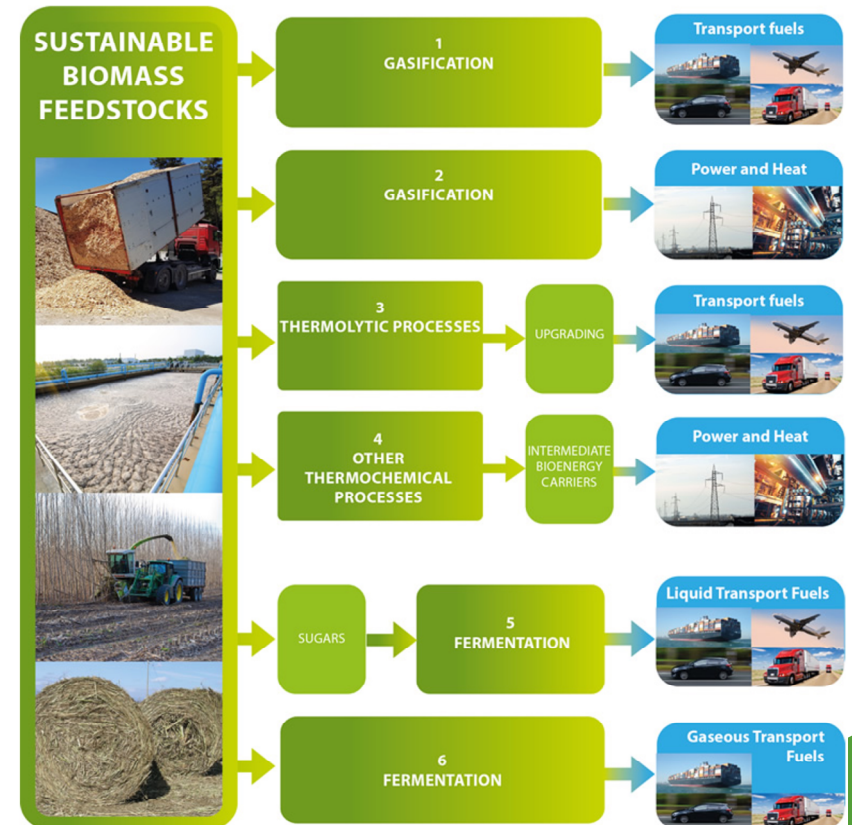 SUSTAINABLE
BIOMASS
FEEDSTOCKS
1
GASIFICATION
Transport fuels
2
GASIFICATION
Power and Heat
3
THERMOLYTIC PROCESSES
UPGRADING
Transport fuels
4
OTHER
THERMOCHEMICAL
PROCESSES
INTERMEDIATE
BIOENERGY
CARRIERS
Power and Heat
SUGARS
5
FERMENTATION
Liquid Transport Fuels
6
FERMENTATION
Gaseous Transport
Fuels